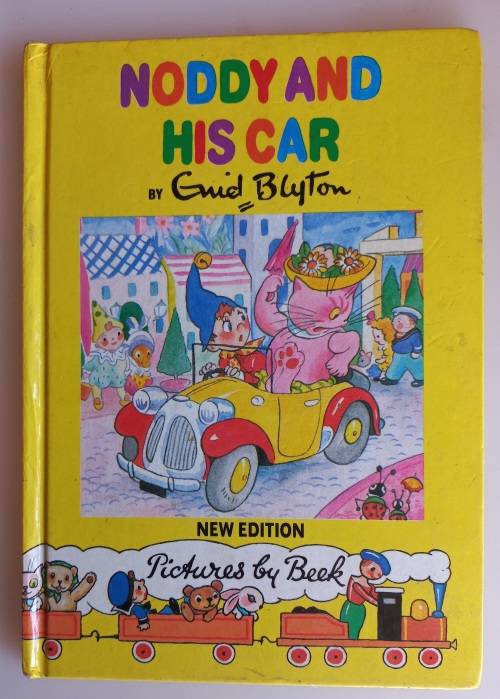 NODDY AND
HIS CAR
BY Enid Blyton
NEW EDITION
Pictures by Beek